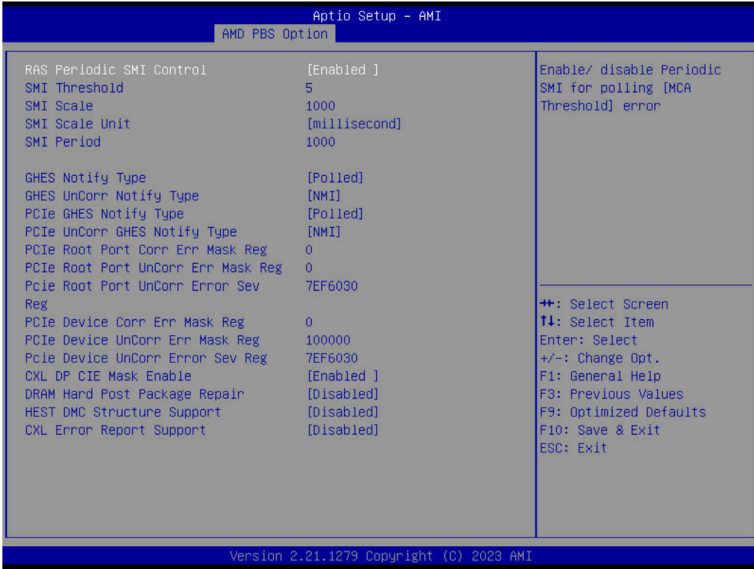 Aptio Setup – AMI
AMD PBS Option
RAS Periodic SMI Control [Enabled ]
SMI Threshold 5
SMI Scale 1000
SMI Scale Unit [millisecond]
SMI Period 1000
GHES Notify Type [Polled]
GHES UnCorr Notify Type [NMI]
PCIe GHES Notify Type [Polled]
PCIe UnCorr GHES Notify Type [NMI]
PCIe Root Port Corr Err Mask Reg 0
PCIe Root Port UnCorr Err Mask Reg 0
Pcie Root Port UnCorr Error Sev 7EF6030
Reg
PCIe Device Corr Err Mask Reg 0
PCIe Device UnCorr Err Mask Reg 100000
Pcie Device UnCorr Error Sev Reg 7EF6030
CXL DP CIE Mask Enable [Enabled ]
DRAM Hard Post Package Repair [Disabled]
HEST DMC Structure Support [Disabled]
CXL Error Report Support [Disabled]
Enable/ disable Periodic
SMI for polling [MCA
Threshold] error
→←: Select Screen
↑↓: Select Item
Enter: Select
+/-: Change Opt.
F1: General Help
F3: Previous Values
F9: Optimized Defaults
F10: Save & Exit
ESC: Exit
Version 2.21.1279 Copyright (C) 2023 AMI